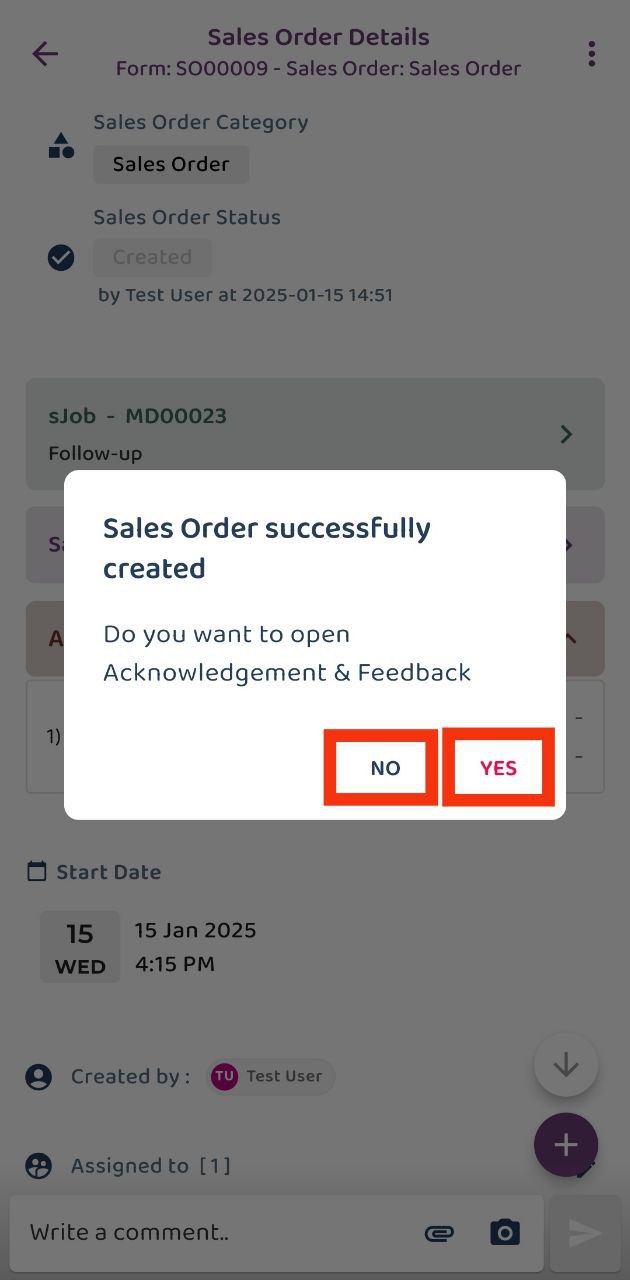 Sales Order Details
Form: SO00009 - Sales Order: Sales Order
Sales Order Category
Sales Order
Sales Order Status
Created
by Test User at 2025-01-15 14:51
sJob - MD00023
Follow-up
Sales Order successfully
created
Do you want to open
Acknowledgement & Feedback
1)
-
-
NO
YES
Start Date
15
WED
15 Jan 2025
4:15 PM
Created by :
TU
Test User
Assigned to [ 1 ]
Write a comment..